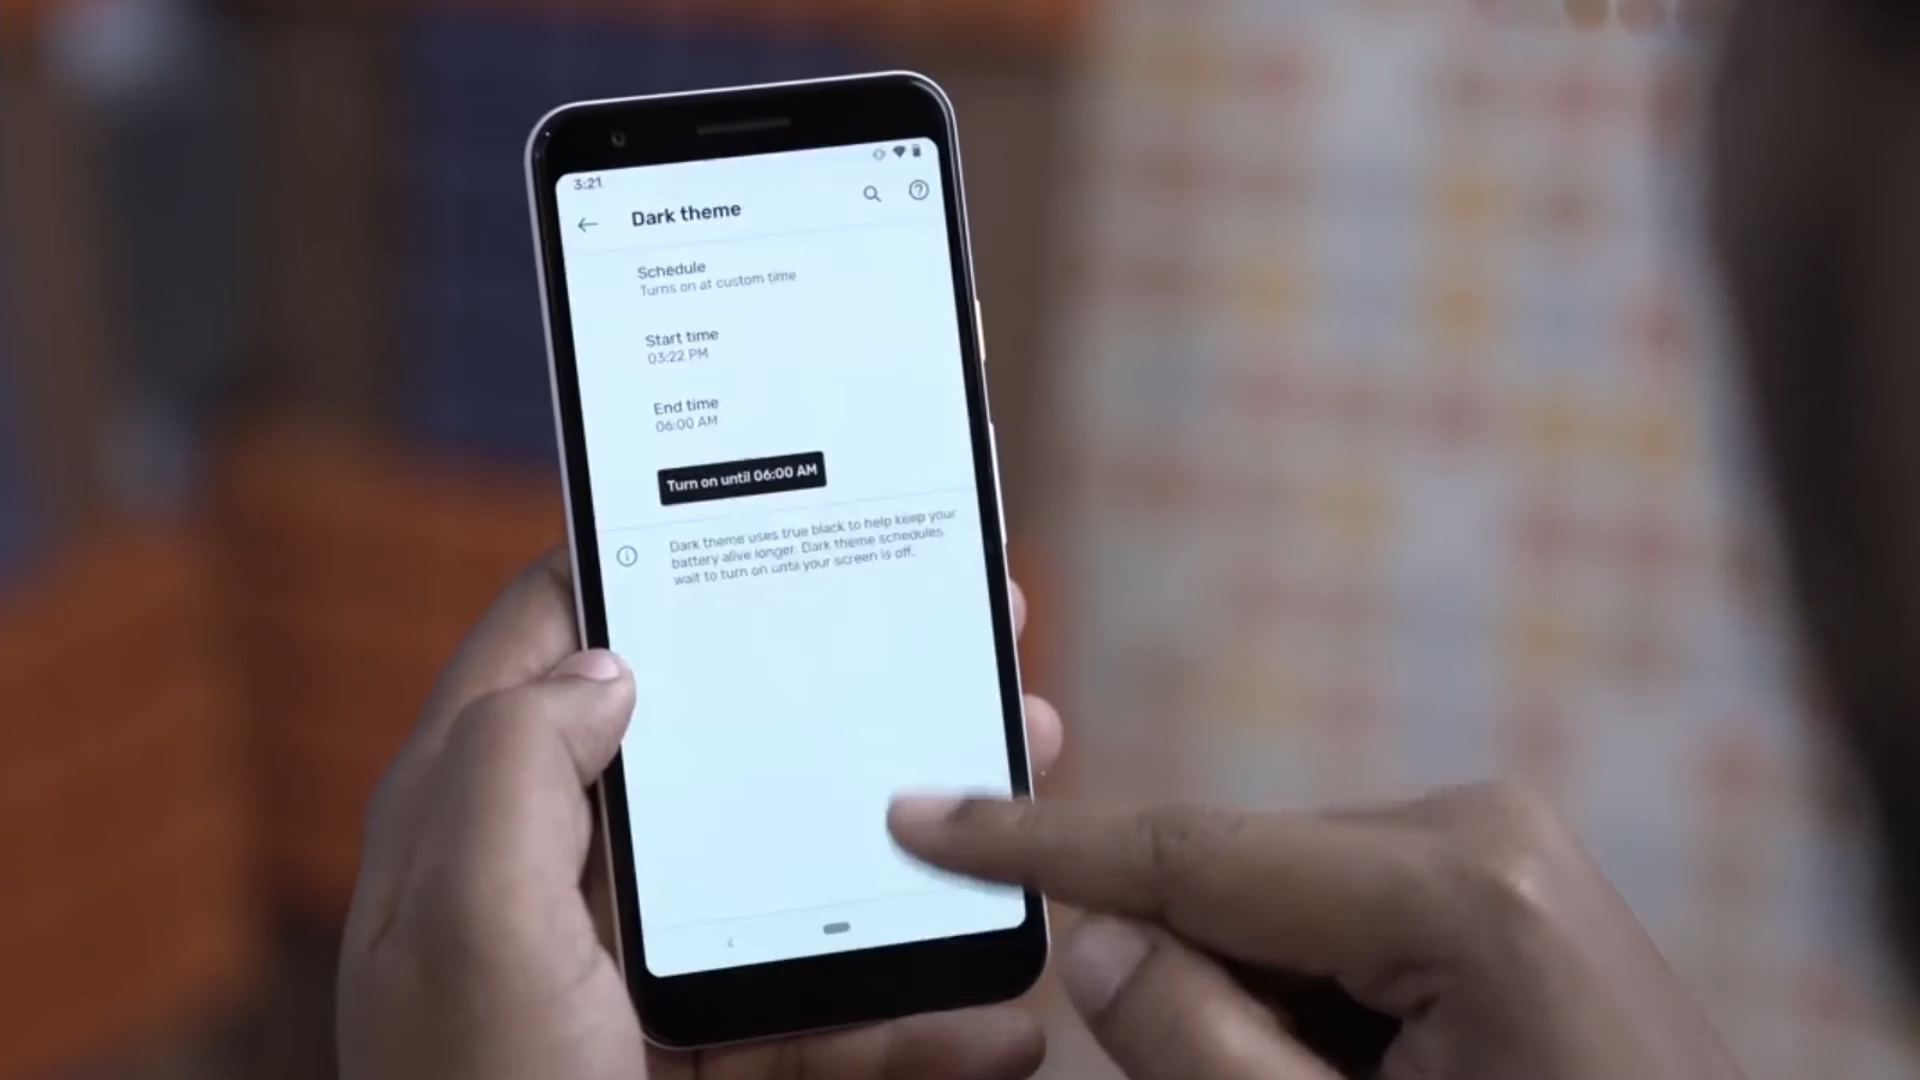 3:21
Dark theme
Schedule
Turns on at custom time
Start time
03:22 PM
End time
06:00 AM
Turn on until 06:00 AM
Dark theme uses true black to help keep your
battery alive longer. Dark theme schedules
wait to turn on until your screen is off.